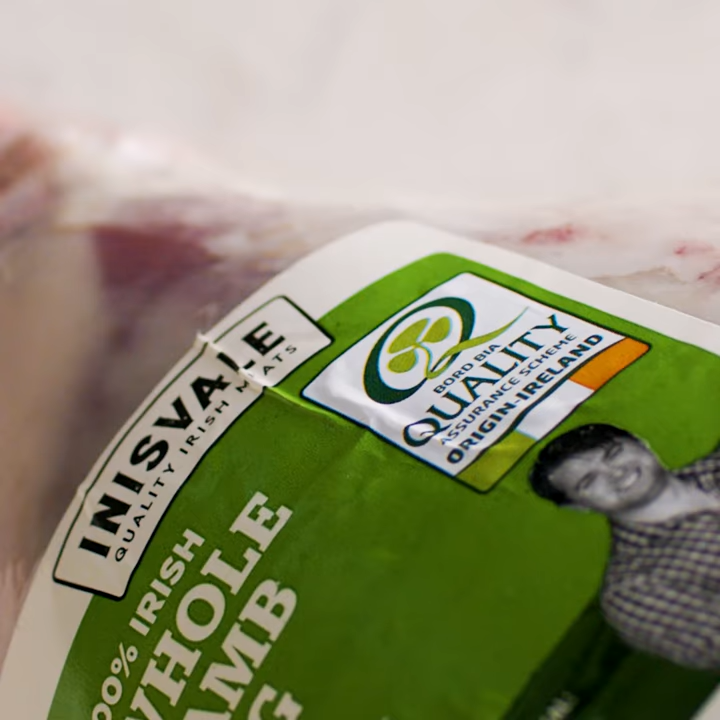 INISVALE
QUALITY IRISH MEATS
BORD BIA
QUALITY
ASSURANCE SCHEME
ORIGIN-IRELAND
00% IRISH
WHOLE
AMB
G